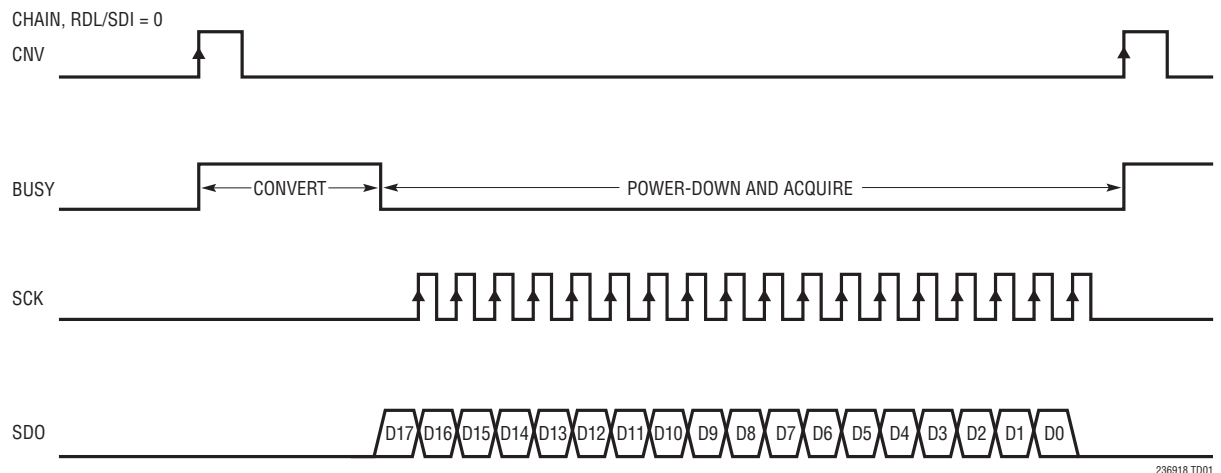 CHAIN, RDL/SDI = 0
CNV
BUSY
CONVERT
POWER-DOWN AND ACQUIRE
SCK
SDO
D17 D16 D15 D14 D13 D12 D11 D10 D9 D8 D7 D6 D5 D4 D3 D2 D1 D0
236918 TD01